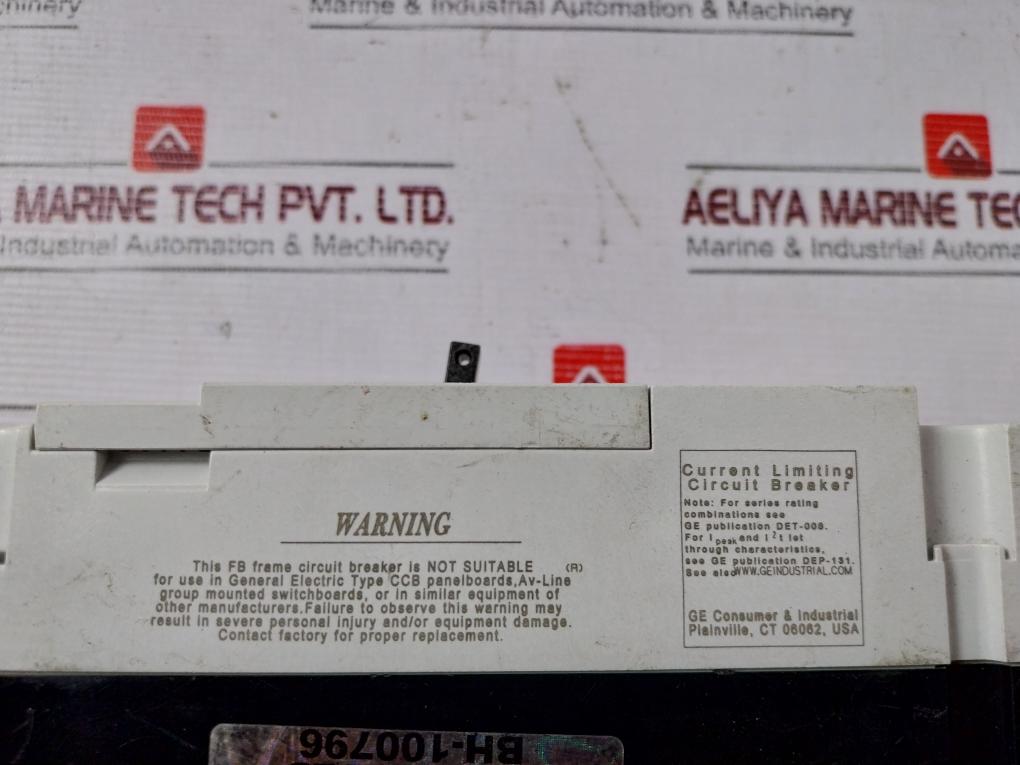 hinery
Marine & Industrial Automation & Machinery
MARINE TECH PVT. LTD.
Industrial Automation & Machinery
AELIYA MARINE TEC
Marine & Industrial Automa
WARNING
This FB frame circuit breaker is NOT SUITABLE (R)
for use in General Electric Type CCB panelboards,Av-Line
group mounted switchboards, or in similar equipment of
other manufacturers.Failure to observe this warning may
result in severe personal injury and/or equipment damage.
Contact factory for proper replacement.
Current Limiting
Circuit Breaker
Note: For series rating
combinations see
GE publication DET-008.
For I peak and I²t let
through characteristics,
see GE publication DEP-131.
See also WWW.GEINDUSTRIAL.COM
GE Consumer & Industrial
Plainville, CT 06062, USA
BH-100796